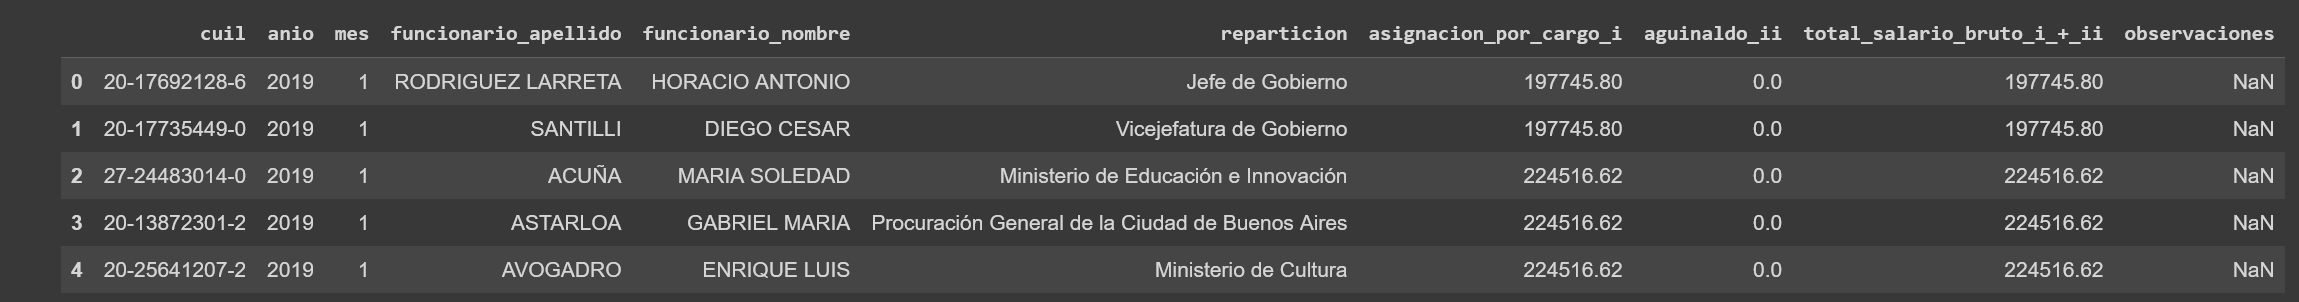 cuil anio mes funcionario_apellido funcionario_nombre reparticion asignacion_por_cargo_i aguinaldo_ii total_salario_bruto_i_+_ii observaciones
0 20-17692128-6 2019 1 RODRIGUEZ LARRETA HORACIO ANTONIO Jefe de Gobierno 197745.80 0.0 197745.80 NaN
1 20-17735449-0 2019 1 SANTILLI DIEGO CESAR Vicejefatura de Gobierno 197745.80 0.0 197745.80 NaN
2 27-24483014-0 2019 1 ACUÑA MARIA SOLEDAD Ministerio de Educación e Innovación 224516.62 0.0 224516.62 NaN
3 20-13872301-2 2019 1 ASTARLOA GABRIEL MARIA Procuración General de la Ciudad de Buenos Aires 224516.62 0.0 224516.62 NaN
4 20-25641207-2 2019 1 AVOGADRO ENRIQUE LUIS Ministerio de Cultura 224516.62 0.0 224516.62 NaN